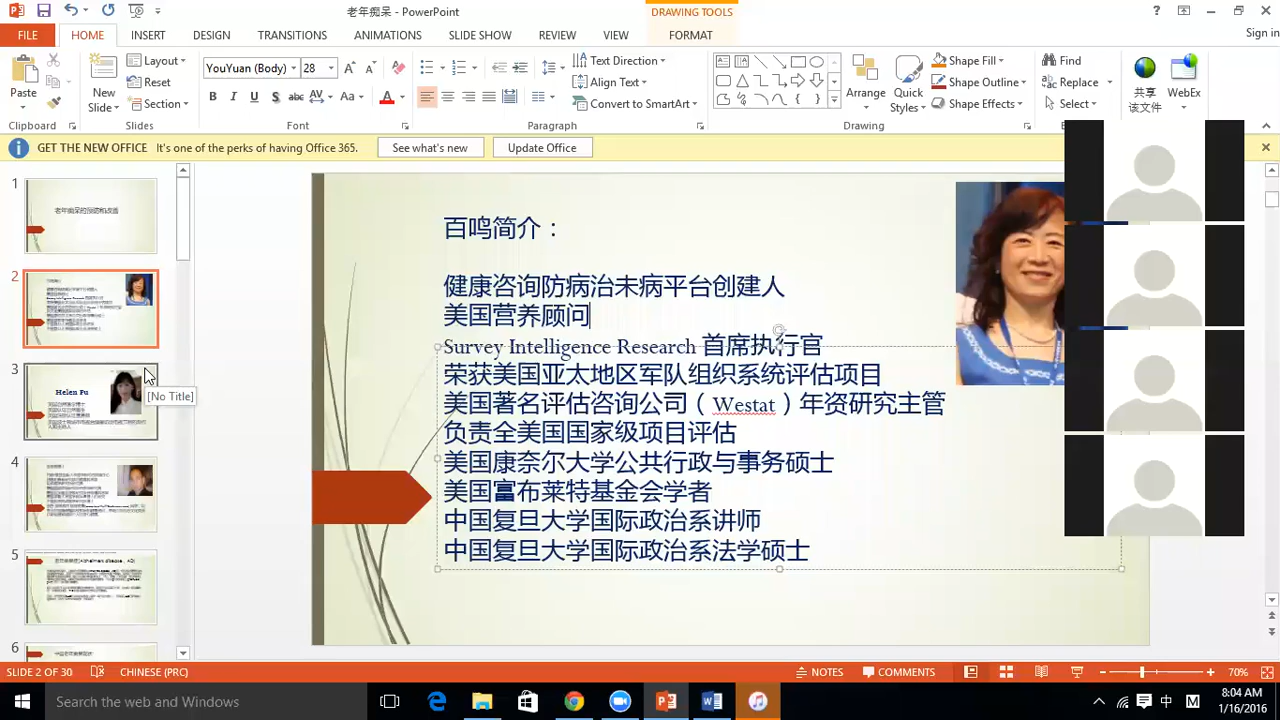 老年痴呆 - PowerPoint
DRAWING TOOLS
Sign in
FILE HOME INSERT DESIGN TRANSITIONS ANIMATIONS SLIDE SHOW REVIEW VIEW FORMAT
Paste
New Slide
Layout
Reset
Section
YouYuan (Body) 28
B I U S abc AV Aa A
Text Direction
Align Text
Convert to SmartArt
Arrange
Quick Styles
Shape Fill
Shape Outline
Shape Effects
Find
Replace
Select
共享该文件
WebEx
Clipboard Slides Font Paragraph Drawing Editing
GET THE NEW OFFICE It's one of the perks of having Office 365. See what's new Update Office
1
2
3
Helen Fu
[No Title]
4
5
6
百鸣简介：
健康咨询防病治未病平台创建人
美国营养顾问
Survey Intelligence Research 首席执行官
荣获美国亚太地区军队组织系统评估项目
美国著名评估咨询公司（Westat）年资研究主管
负责全美国国家级项目评估
美国康奈尔大学公共行政与事务硕士
美国富布莱特基金会学者
中国复旦大学国际政治系讲师
中国复旦大学国际政治系法学硕士
SLIDE 2 OF 30 CHINESE (PRC) NOTES COMMENTS 70%
Search the web and Windows
中 M
8:04 AM
1/16/2016